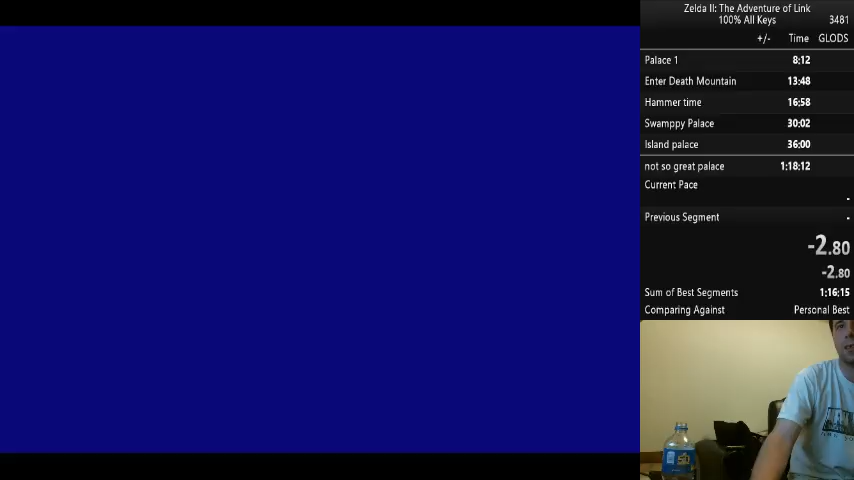 Zelda II: The Adventure of Link
100% All Keys 3481
+/- Time GLODS
Palace 1 8:12
Enter Death Mountain 13:48
Hammer time 16:58
Swamppy Palace 30:02
Island palace 36:00
not so great palace 1:18:12
Current Pace
-
Previous Segment -
-2.80
-2.80
Sum of Best Segments 1:16:15
Comparing Against Personal Best